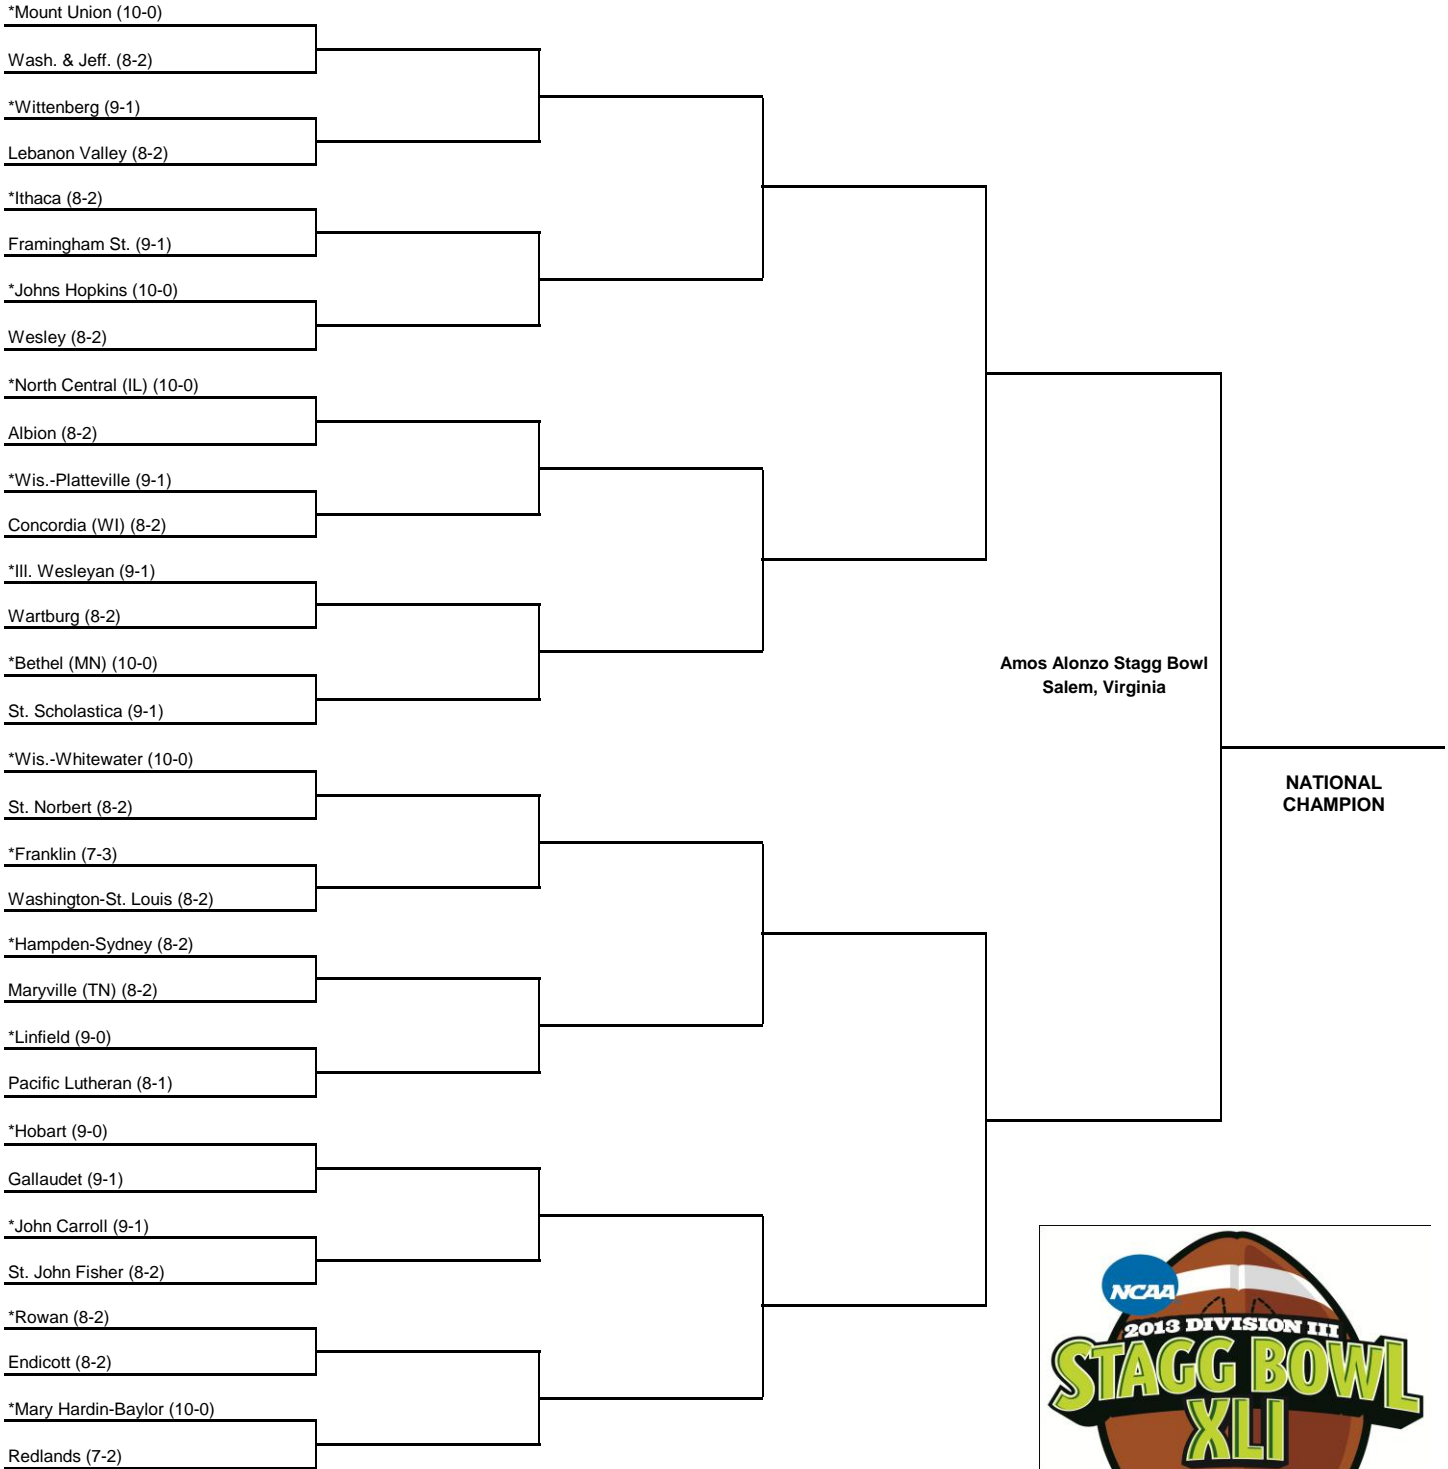 *Mount Union (10-0)
Wash. & Jeff. (8-2)
*Wittenberg (9-1)
Lebanon Valley (8-2)
*Ithaca (8-2)
Framingham St. (9-1)
*Johns Hopkins (10-0)
Wesley (8-2)
*North Central (IL) (10-0)
Albion (8-2)
*Wis.-Platteville (9-1)
Concordia (WI) (8-2)
*Ill. Wesleyan (9-1)
Wartburg (8-2)
*Bethel (MN) (10-0)
St. Scholastica (9-1)
*Wis.-Whitewater (10-0)
St. Norbert (8-2)
*Franklin (7-3)
Washington-St. Louis (8-2)
*Hampden-Sydney (8-2)
Maryville (TN) (8-2)
*Linfield (9-0)
Pacific Lutheran (8-1)
*Hobart (9-0)
Gallaudet (9-1)
*John Carroll (9-1)
St. John Fisher (8-2)
*Rowan (8-2)
Endicott (8-2)
*Mary Hardin-Baylor (10-0)
Redlands (7-2)
Amos Alonzo Stagg Bowl
Salem, Virginia
NATIONAL
CHAMPION
NCAA
2013 DIVISION III
STAGG BOWL
XLI